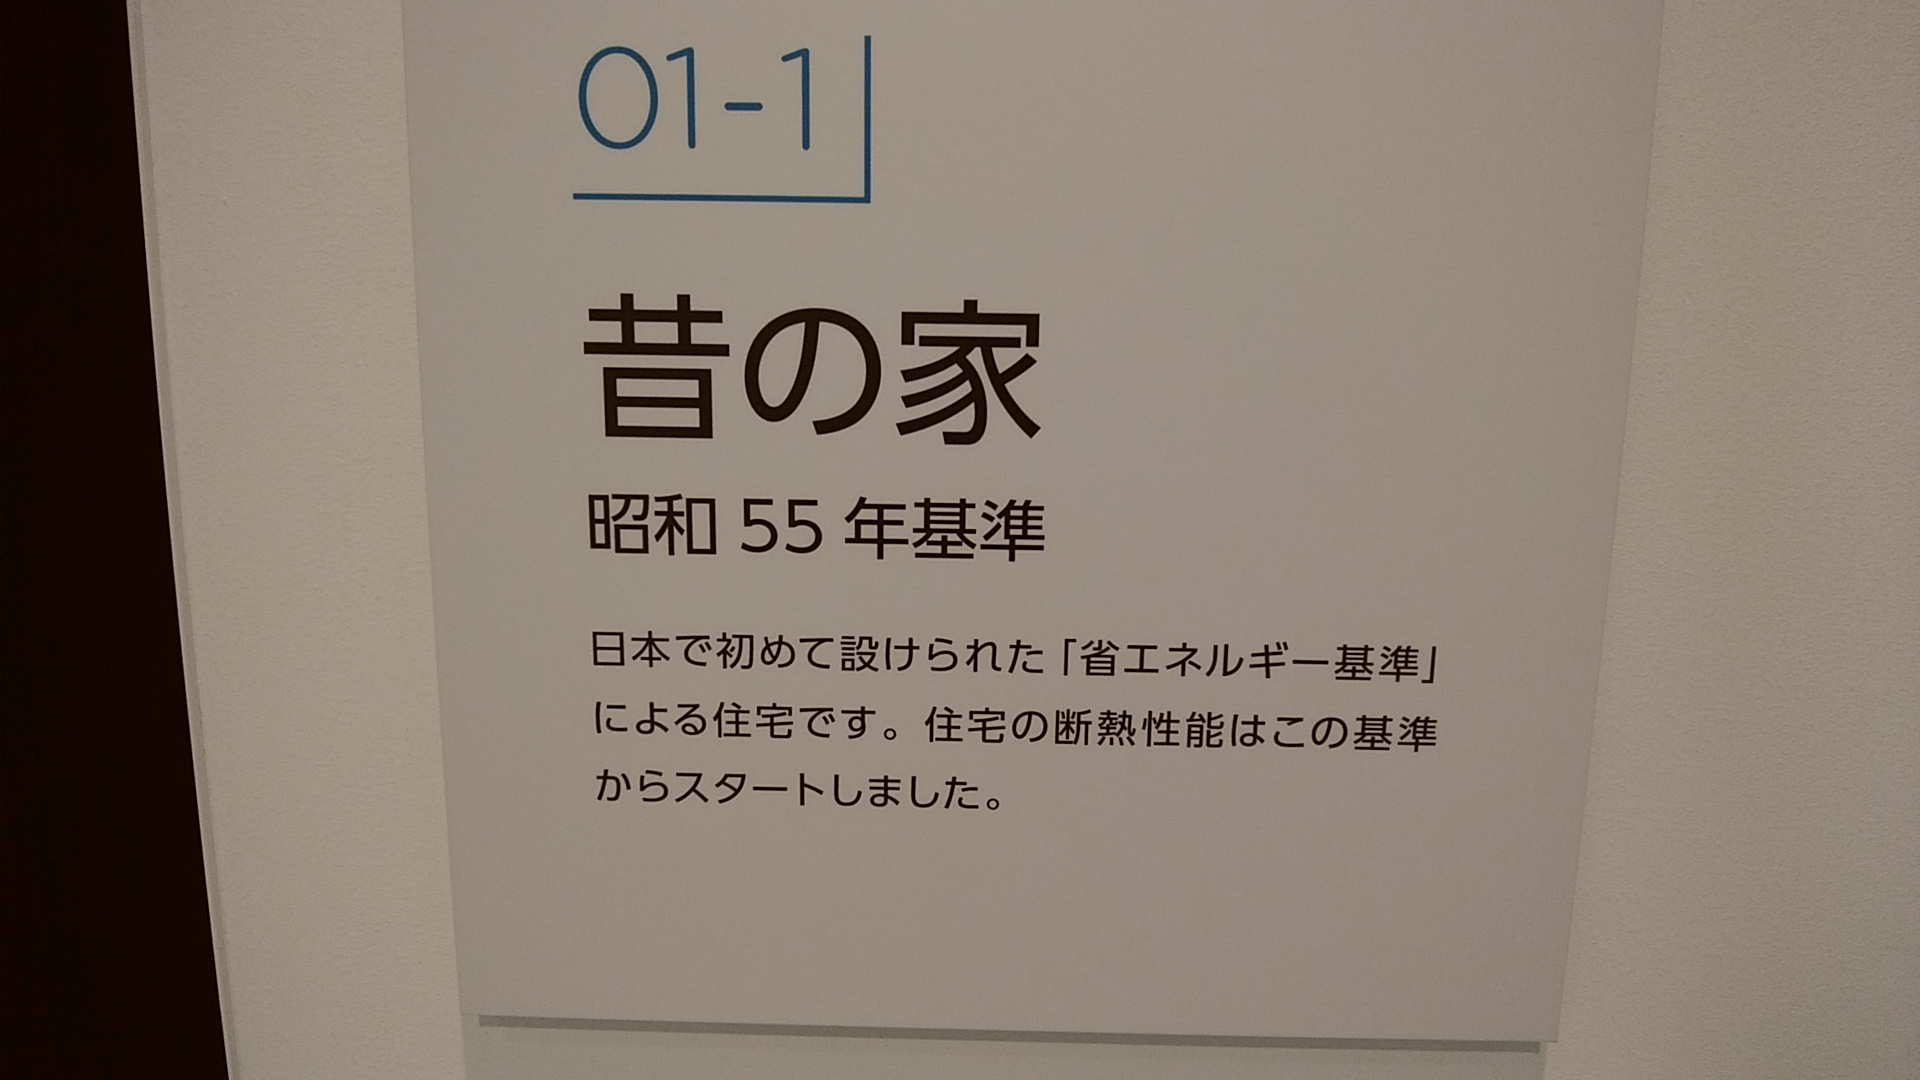 01-1
昔の家
昭和 55 年基準
日本で初めて設けられた「省エネルギー基準」
による住宅です。住宅の断熱性能はこの基準
からスタートしました。